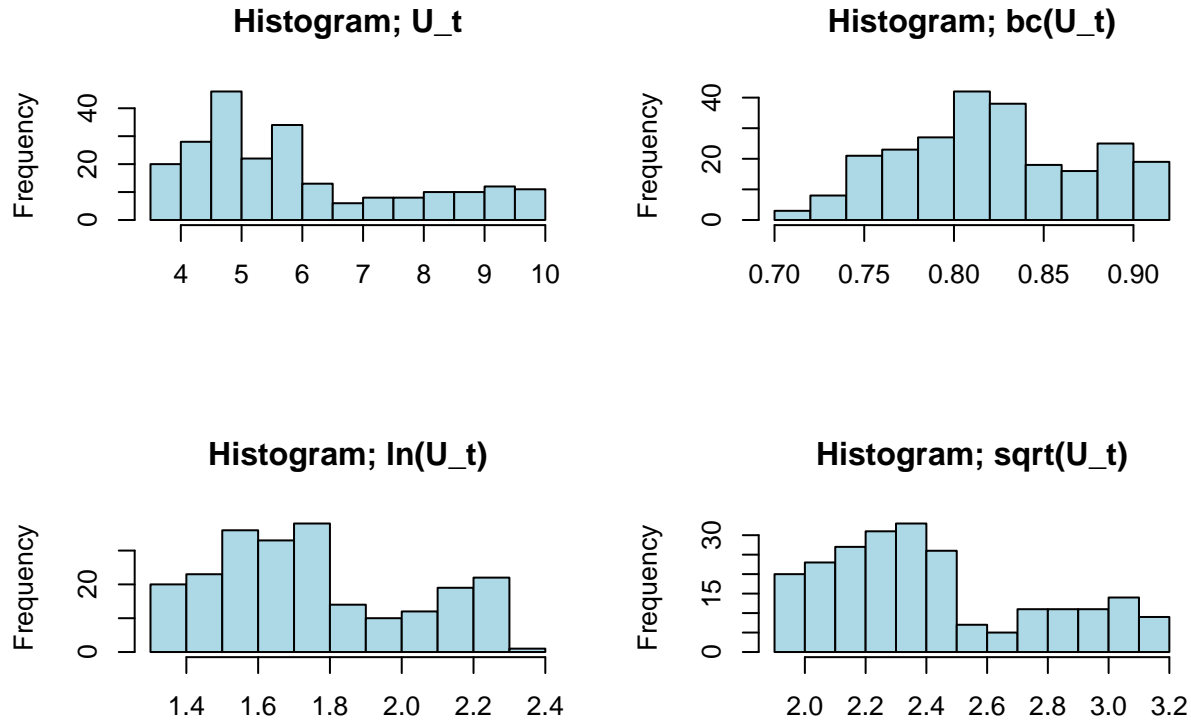 Histogram; U_t
Frequency
0 20 40
4 5 6 7 8 9 10
Histogram; bc(U_t)
Frequency
0 20 40
0.70 0.75 0.80 0.85 0.90
Histogram; ln(U_t)
Frequency
0 20
1.4 1.6 1.8 2.0 2.2 2.4
Histogram; sqrt(U_t)
Frequency
0 15 30
2.0 2.2 2.4 2.6 2.8 3.0 3.2